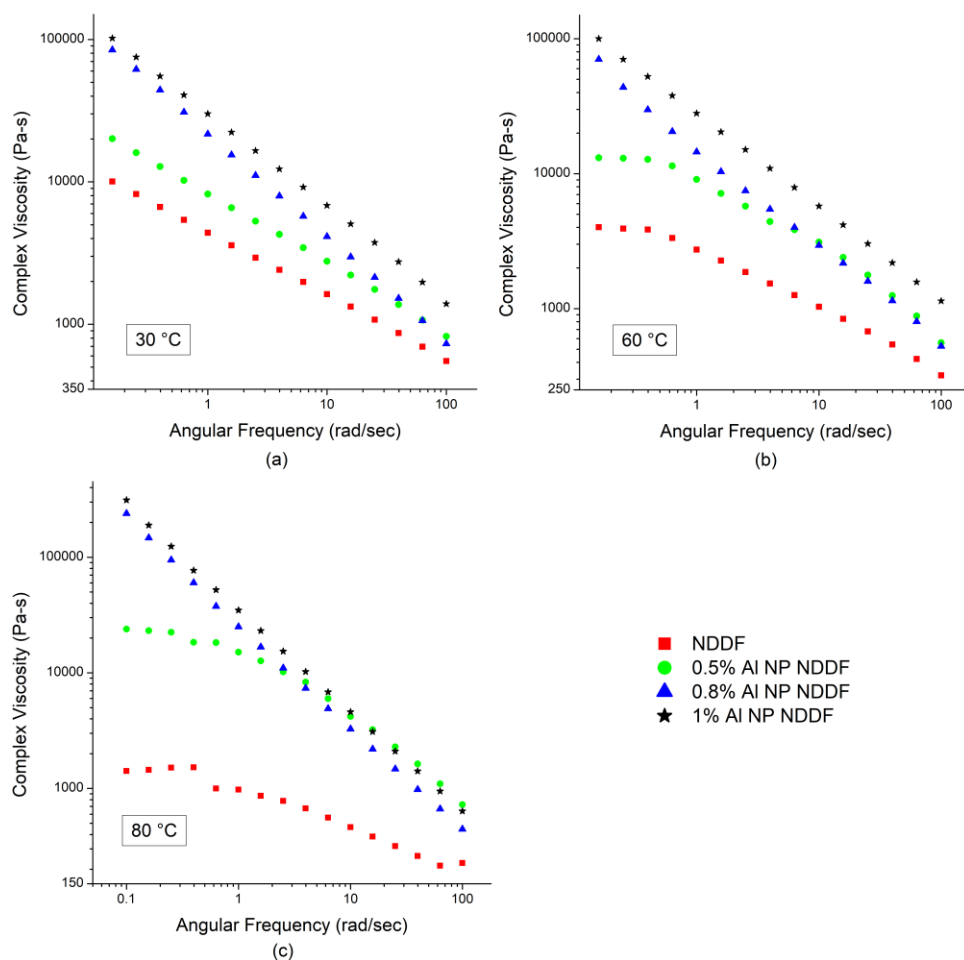 100000
10000
1000
350
Complex Viscosity (Pa-s)
30 °C
1
10
100
Angular Frequency (rad/sec)
(a)
100000
10000
1000
250
Complex Viscosity (Pa-s)
60 °C
1
10
100
Angular Frequency (rad/sec)
(b)
100000
10000
1000
150
Complex Viscosity (Pa-s)
80 °C
0.1
1
10
100
Angular Frequency (rad/sec)
(c)
NDDF
0.5% Al NP NDDF
0.8% Al NP NDDF
1% Al NP NDDF